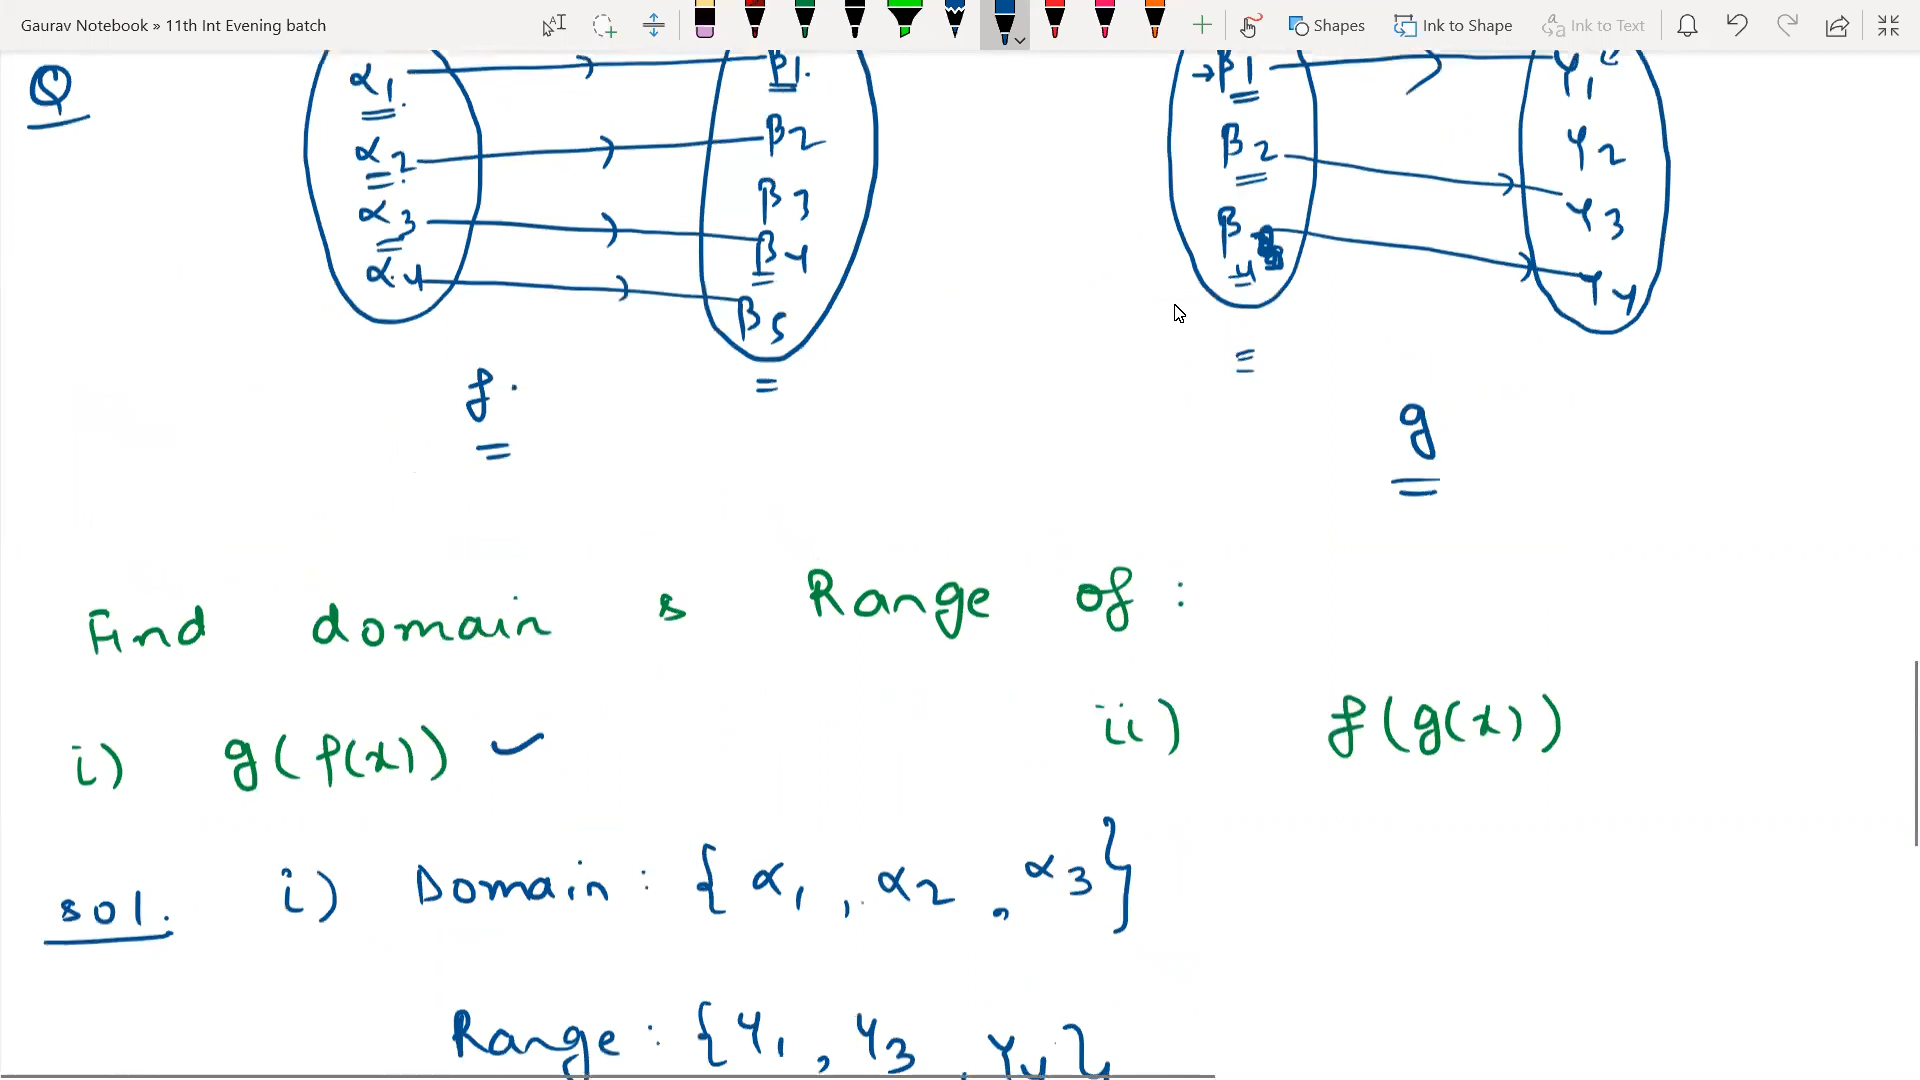 Gaurav Notebook » 11th Int Evening batch
Shapes
Ink to Shape
Ink to Text
Q
α1 β1. → β1 γ1
α2 β2 β2 γ2
α3 β3 β4 γ3
α4 β4 γ4
β5
f. =
g
Find domain & Range of :
i) g(f(x)) ✓ ii) f(g(x))
sol. i) Domain : { α1 , α2 , α3 }
Range : { γ1 , γ3 , γ4 }